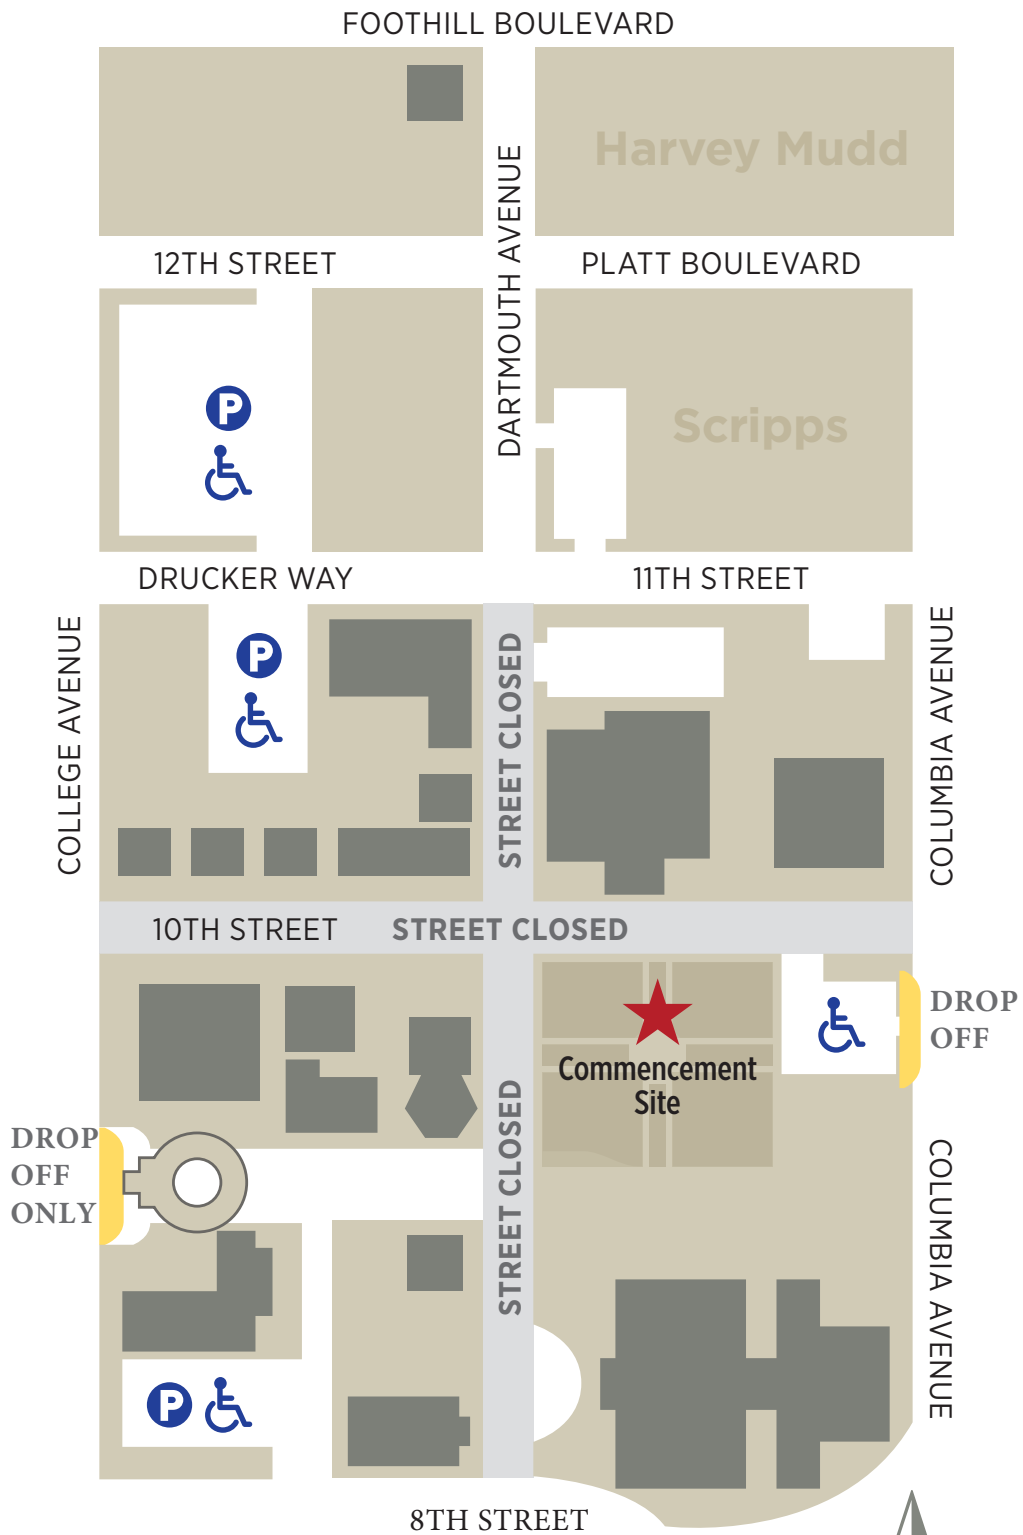 FOOTHILL BOULEVARD
Harvey Mudd
DARTMOUTH AVENUE
12TH STREET
PLATT BOULEVARD
P
Scripps
DRUCKER WAY
11TH STREET
COLLEGE AVENUE
P
STREET CLOSED
COLUMBIA AVENUE
10TH STREET
STREET CLOSED
DROP
OFF
Commencement
Site
STREET CLOSED
DROP
OFF
ONLY
COLUMBIA AVENUE
P
8TH STREET